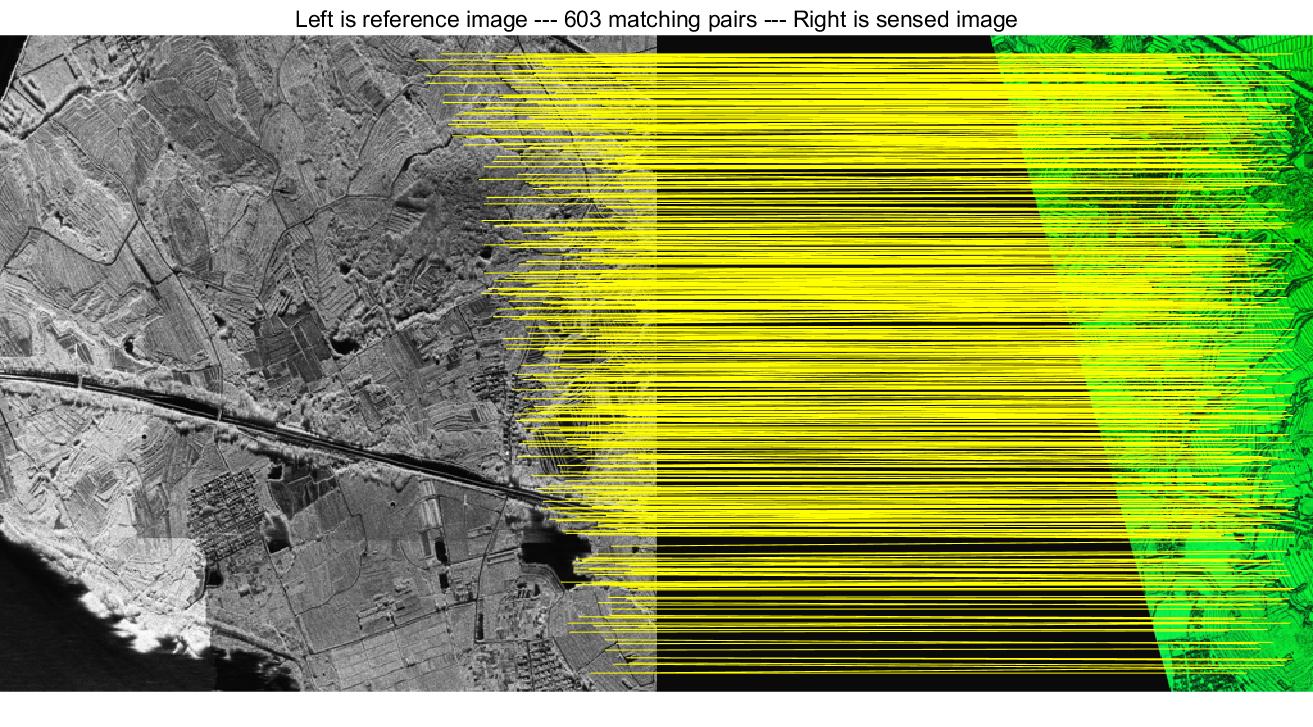 Left is reference image --- 603 matching pairs --- Right is sensed image